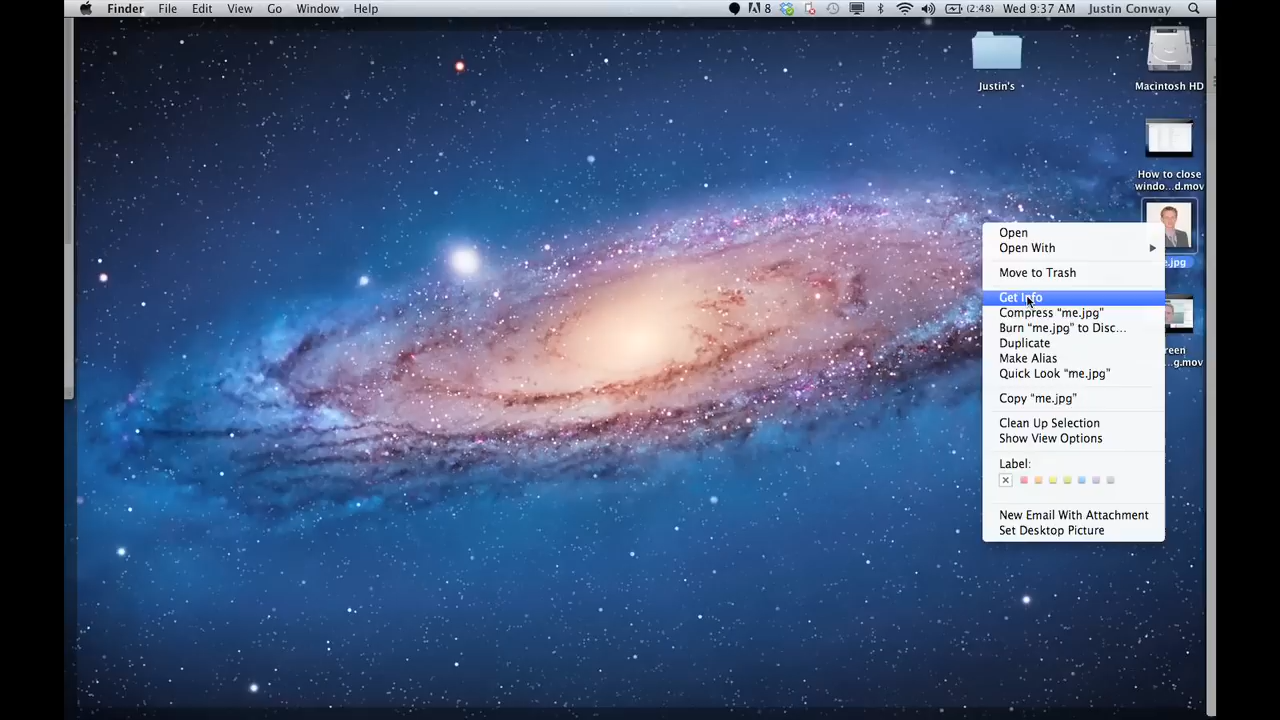 Finder File Edit View Go Window Help 8 (2:48) Wed 9:37 AM Justin Conway
Justin's
Macintosh HD
How to close
windo...d.mov
Open
Open With
Move to Trash
Get Info
Compress “me.jpg”
Burn “me.jpg” to Disc...
Duplicate
Make Alias
Quick Look “me.jpg”
Copy “me.jpg”
Clean Up Selection
Show View Options
Label:
New Email With Attachment
Set Desktop Picture